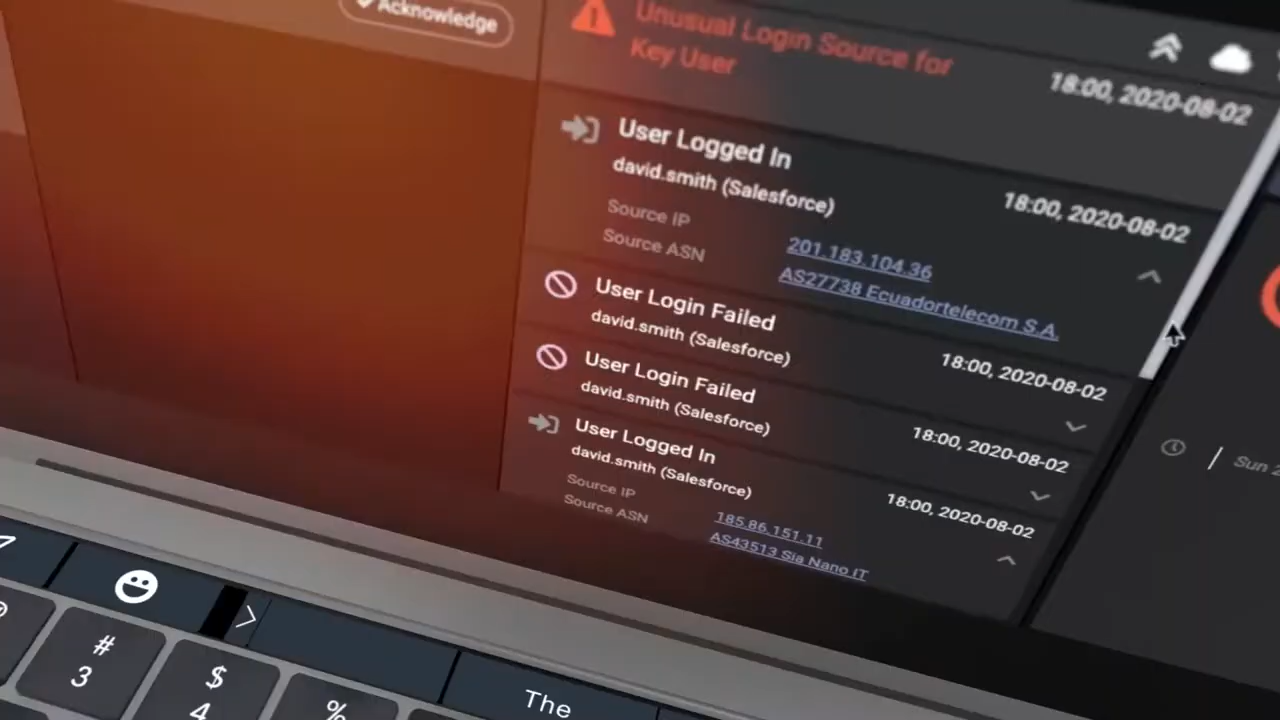 Acknowledge
Unusual Login Source for
Key User
18:00, 2020-08-02
User Logged In
david.smith (Salesforce)
18:00, 2020-08-02
Source IP
201.183.104.36
Source ASN
AS27738 Ecuadortelecom S.A.
User Login Failed
david.smith (Salesforce)
18:00, 2020-08-02
User Login Failed
david.smith (Salesforce)
18:00, 2020-08-02
User Logged In
david.smith (Salesforce)
18:00, 2020-08-02
Source IP
185.86.151.11
Source ASN
AS43513 Sia Nano IT
Sun
The
#
3
$
4
%